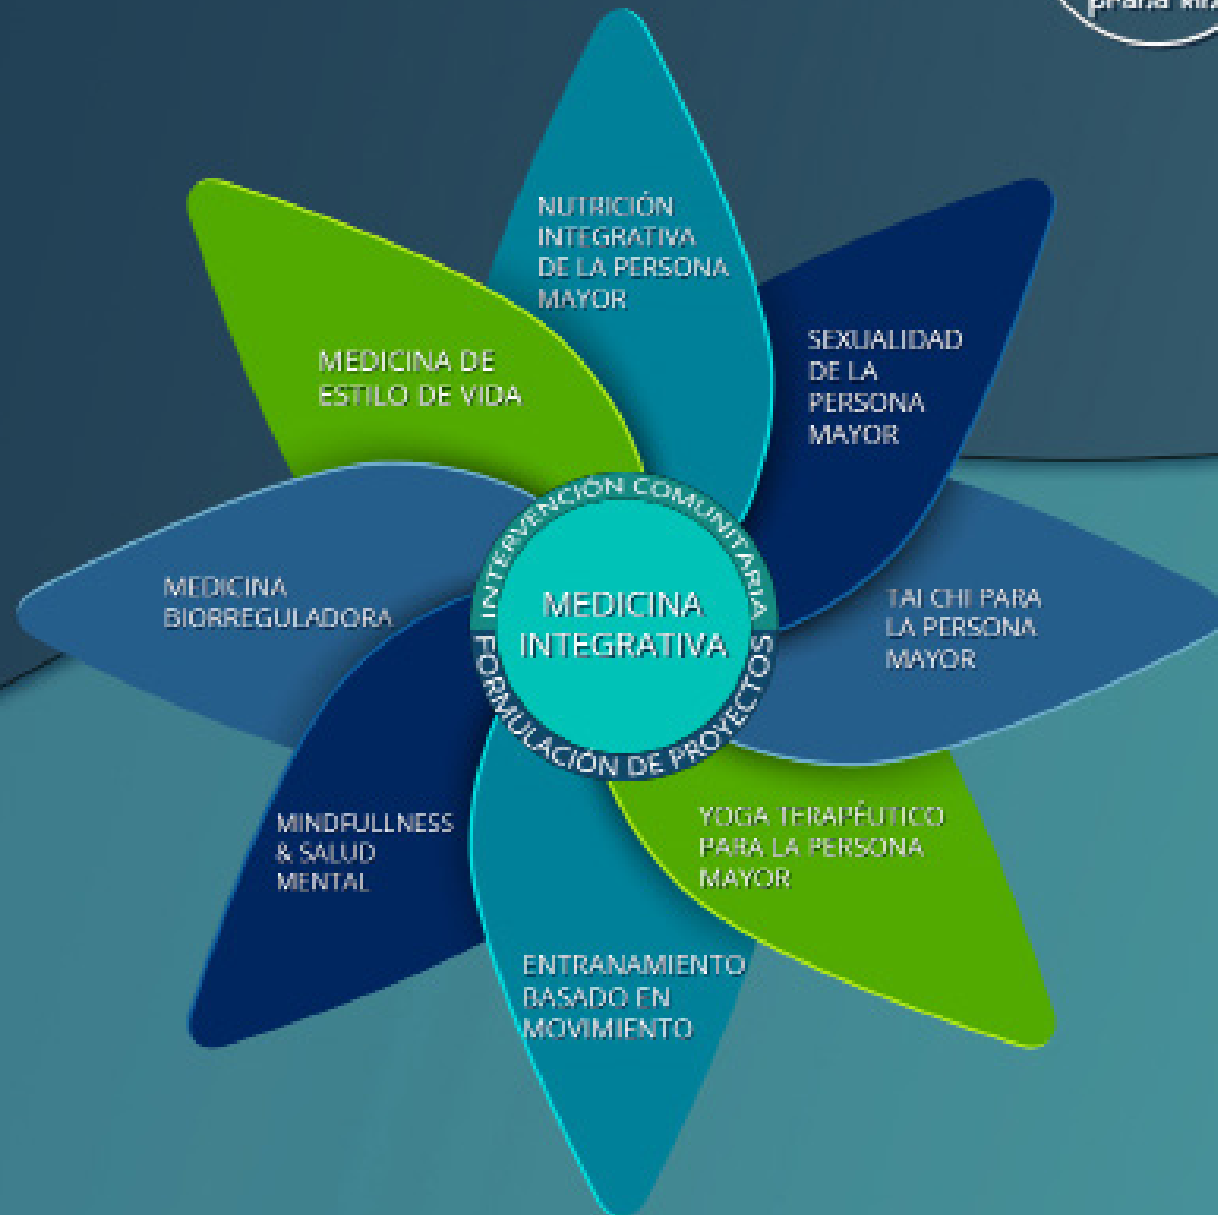 NUTRICIÓN
INTEGRATIVA
DE LA PERSONA
MAYOR
SEXUALIDAD
DE LA
PERSONA
MAYOR
MEDICINA DE
ESTILO DE VIDA
INTERVENCIÓN COMUNITARIA
MEDICINA
INTEGRATIVA
FORMULACIÓN DE PROYECTOS
MEDICINA
BIORREGULADORA
TAI CHI PARA
LA PERSONA
MAYOR
MINDFULLNESS
& SALUD
MENTAL
YOGA TERAPÉUTICO
PARA LA PERSONA
MAYOR
ENTRANAMIENTO
BASADO EN
MOVIMIENTO